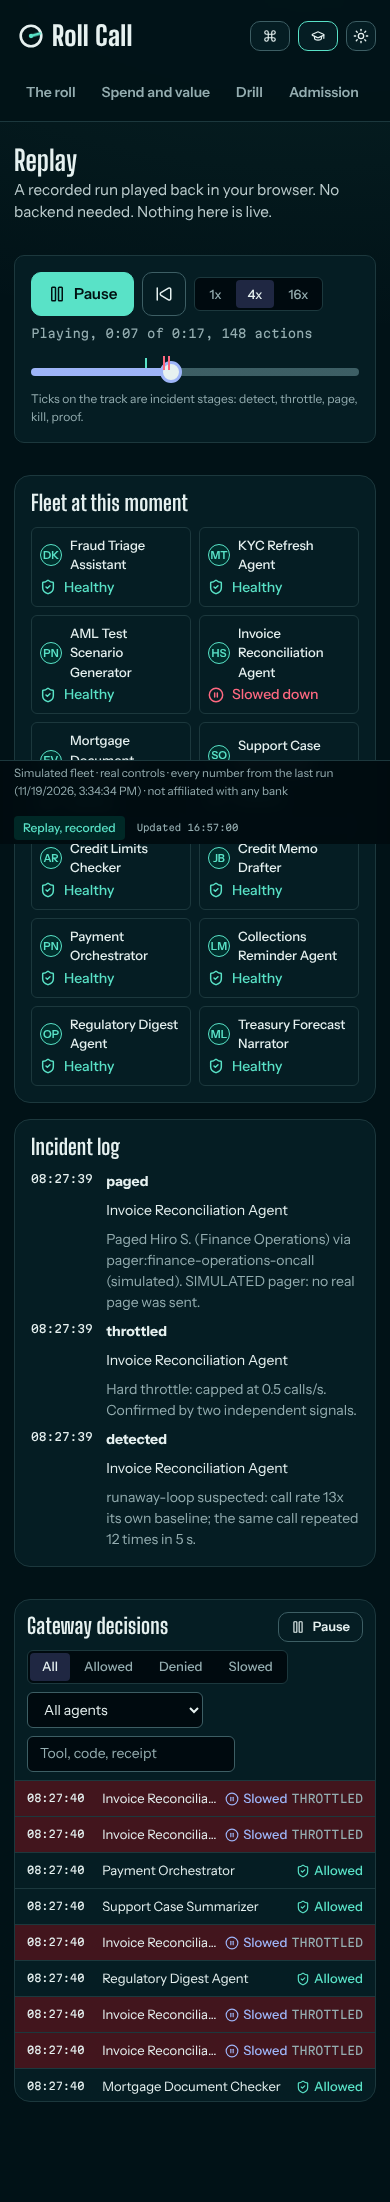 Roll Call
The roll
Spend and value
Drill
Admission
Replay
A recorded run played back in your browser. No
backend needed. Nothing here is live.
Pause
1x
4x
16x
Playing, 0:07 of 0:17, 148 actions
Ticks on the track are incident stages: detect, throttle, page,
kill, proof.
Fleet at this moment
DK
Fraud Triage
Assistant
Healthy
MT
KYC Refresh
Agent
Healthy
PN
AML Test
Scenario
Generator
Healthy
HS
Invoice
Reconciliation
Agent
Slowed down
Mortgage
SO
Support Case
Simulated fleet · real controls · every number from the last run
(11/19/2026, 3:34:34 PM) · not affiliated with any bank
Replay, recorded
Updated 16:57:00
AR
Credit Limits
Checker
Healthy
JB
Credit Memo
Drafter
Healthy
PN
Payment
Orchestrator
Healthy
LM
Collections
Reminder Agent
Healthy
OP
Regulatory Digest
Agent
Healthy
ML
Treasury Forecast
Narrator
Healthy
Incident log
08:27:39 paged
Invoice Reconciliation Agent
Paged Hiro S. (Finance Operations) via
pager:finance-operations-oncall
(simulated). SIMULATED pager: no real
page was sent.
08:27:39 throttled
Invoice Reconciliation Agent
Hard throttle: capped at 0.5 calls/s.
Confirmed by two independent signals.
08:27:39 detected
Invoice Reconciliation Agent
runaway-loop suspected: call rate 13x
its own baseline; the same call repeated
12 times in 5 s.
Gateway decisions
Pause
All
Allowed
Denied
Slowed
All agents
Tool, code, receipt
08:27:40 Invoice Reconcilia... Slowed THROTTLED
08:27:40 Invoice Reconcilia... Slowed THROTTLED
08:27:40 Payment Orchestrator Allowed
08:27:40 Support Case Summarizer Allowed
08:27:40 Invoice Reconcilia... Slowed THROTTLED
08:27:40 Regulatory Digest Agent Allowed
08:27:40 Invoice Reconcilia... Slowed THROTTLED
08:27:40 Invoice Reconcilia... Slowed THROTTLED
08:27:40 Mortgage Document Checker Allowed